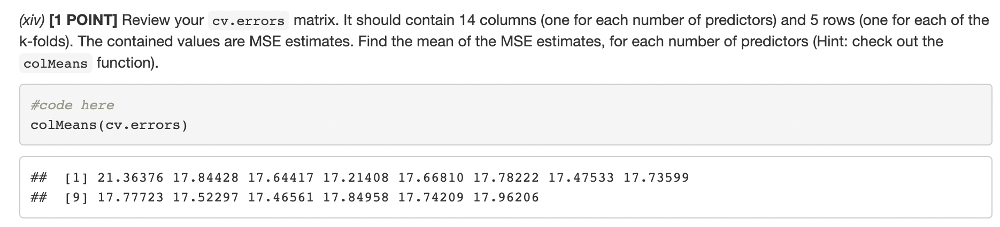 (xiv) [1 POINT] Review your cv.errors matrix. It should contain 14 columns (one for each number of predictors) and 5 rows (one for each of the
k-folds). The contained values are MSE estimates. Find the mean of the MSE estimates, for each number of predictors (Hint: check out the
colMeans function).
#code here
colMeans(cv.errors)
##  [1] 21.36376 17.84428 17.64417 17.21408 17.66810 17.78222 17.47533 17.73599
##  [9] 17.77723 17.52297 17.46561 17.84958 17.74209 17.96206